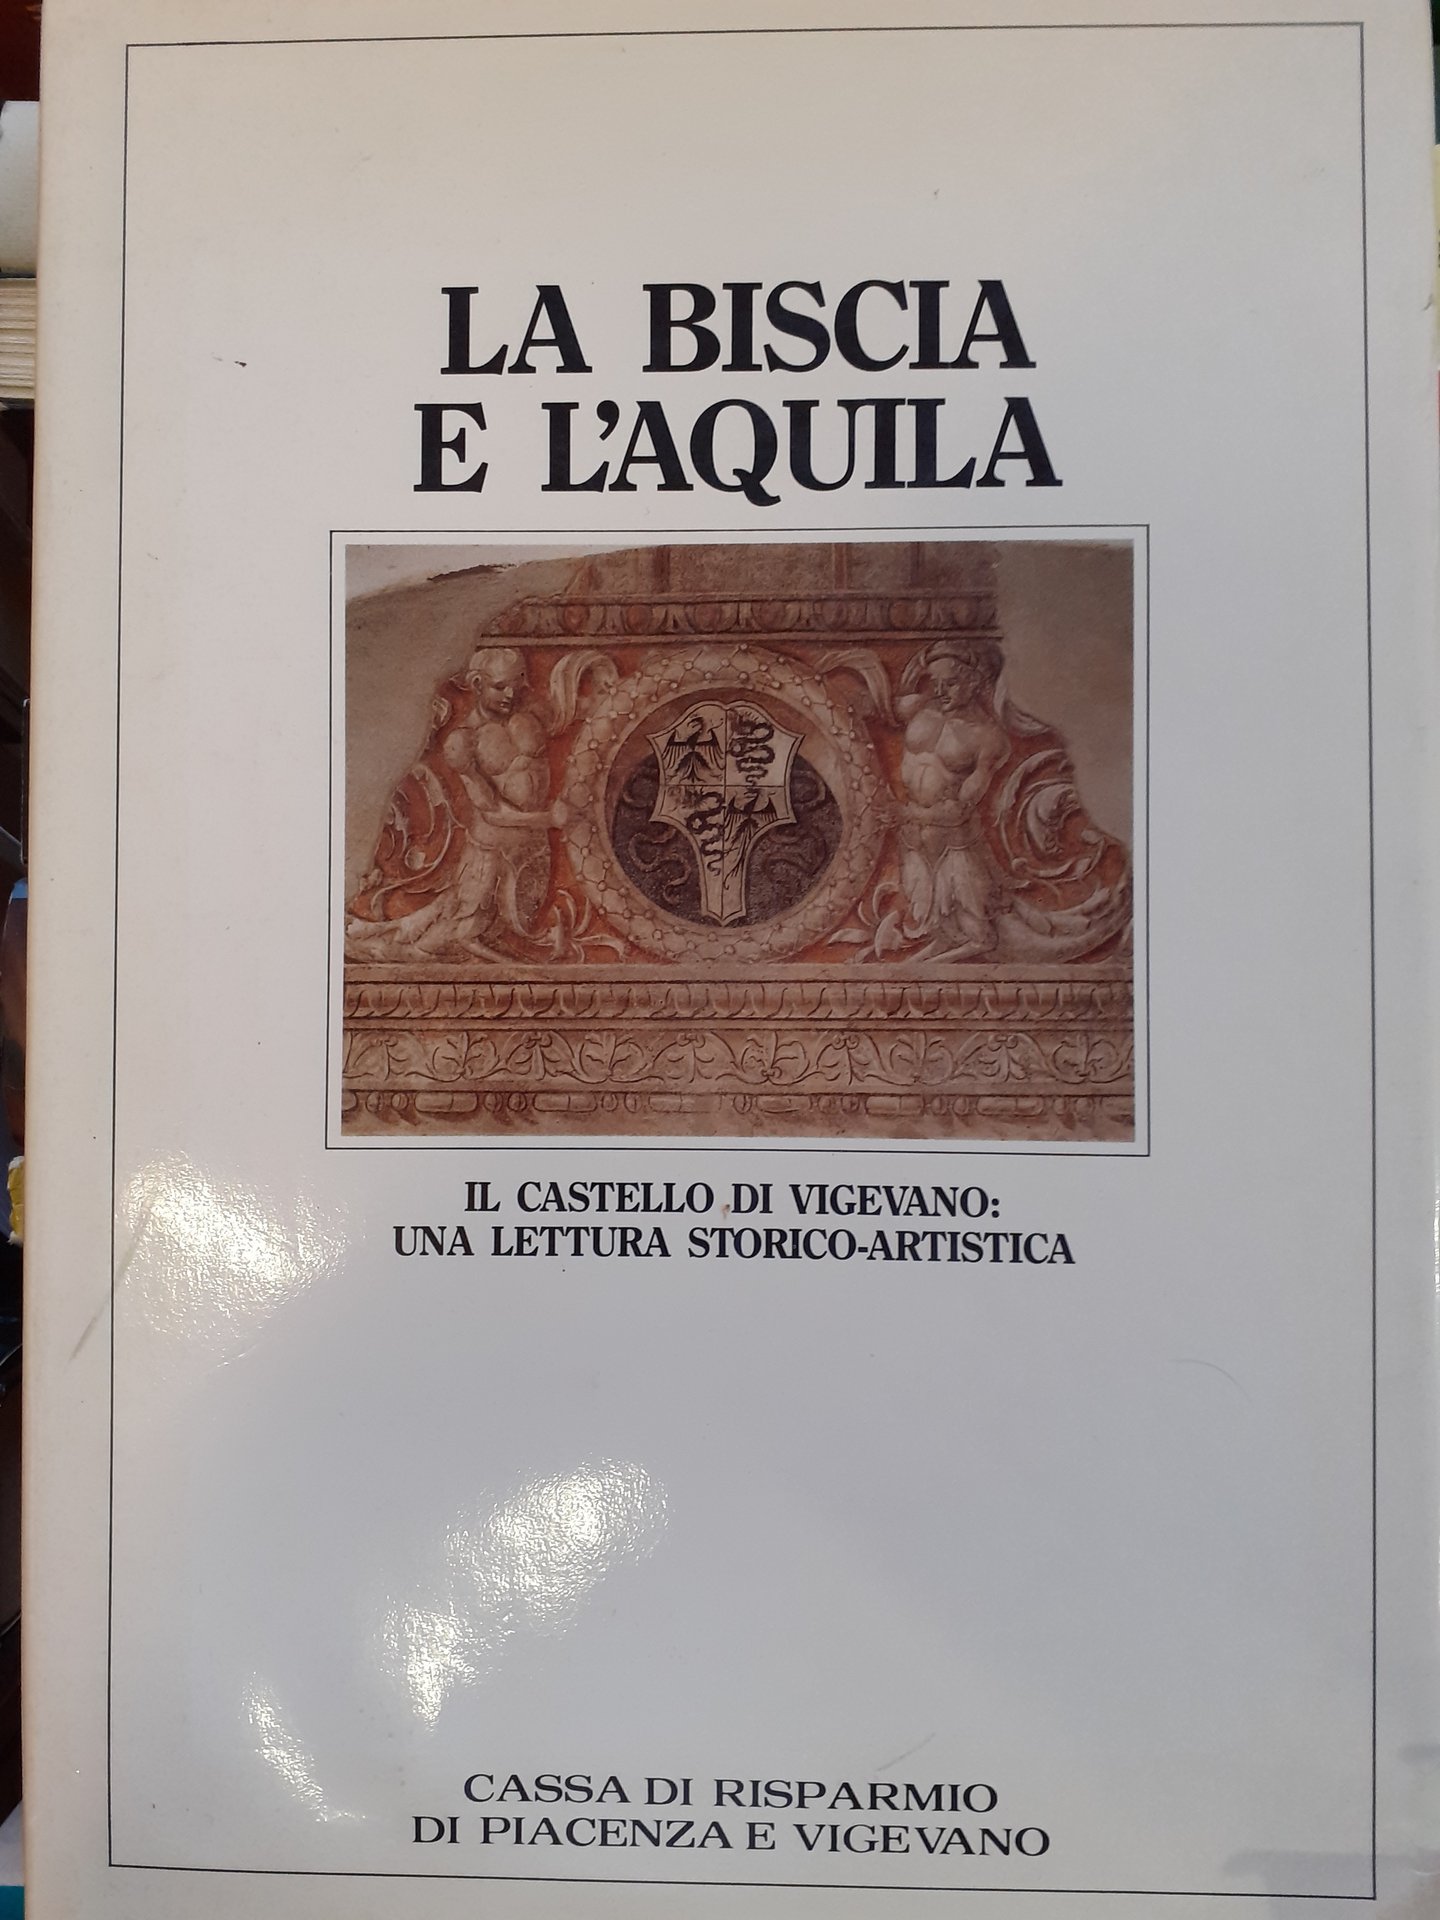 LA BISCIA
E L'AQUILA
IL CASTELLO DI VIGEVANO:
UNA LETTURA STORICO-ARTISTICA
CASSA DI RISPARMIO
DI PIACENZA E VIGEVANO